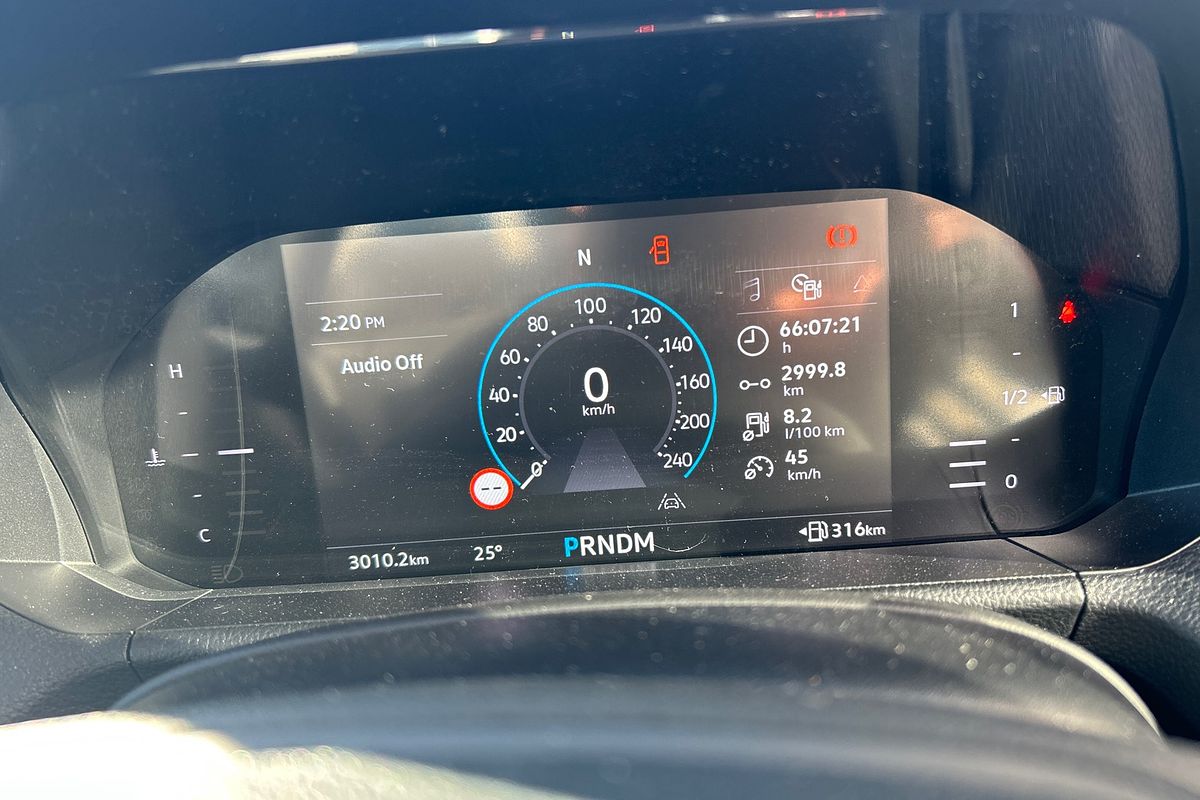 N
2:20 PM
Audio Off
0
20
40
60
80
100
120
140
160
200
240
0
km/h
--
66:07:21
h
2999.8
km
8.2
l/100 km
45
km/h
H
C
1
1/2
0
3010.2km
25°
PRNDM
316km